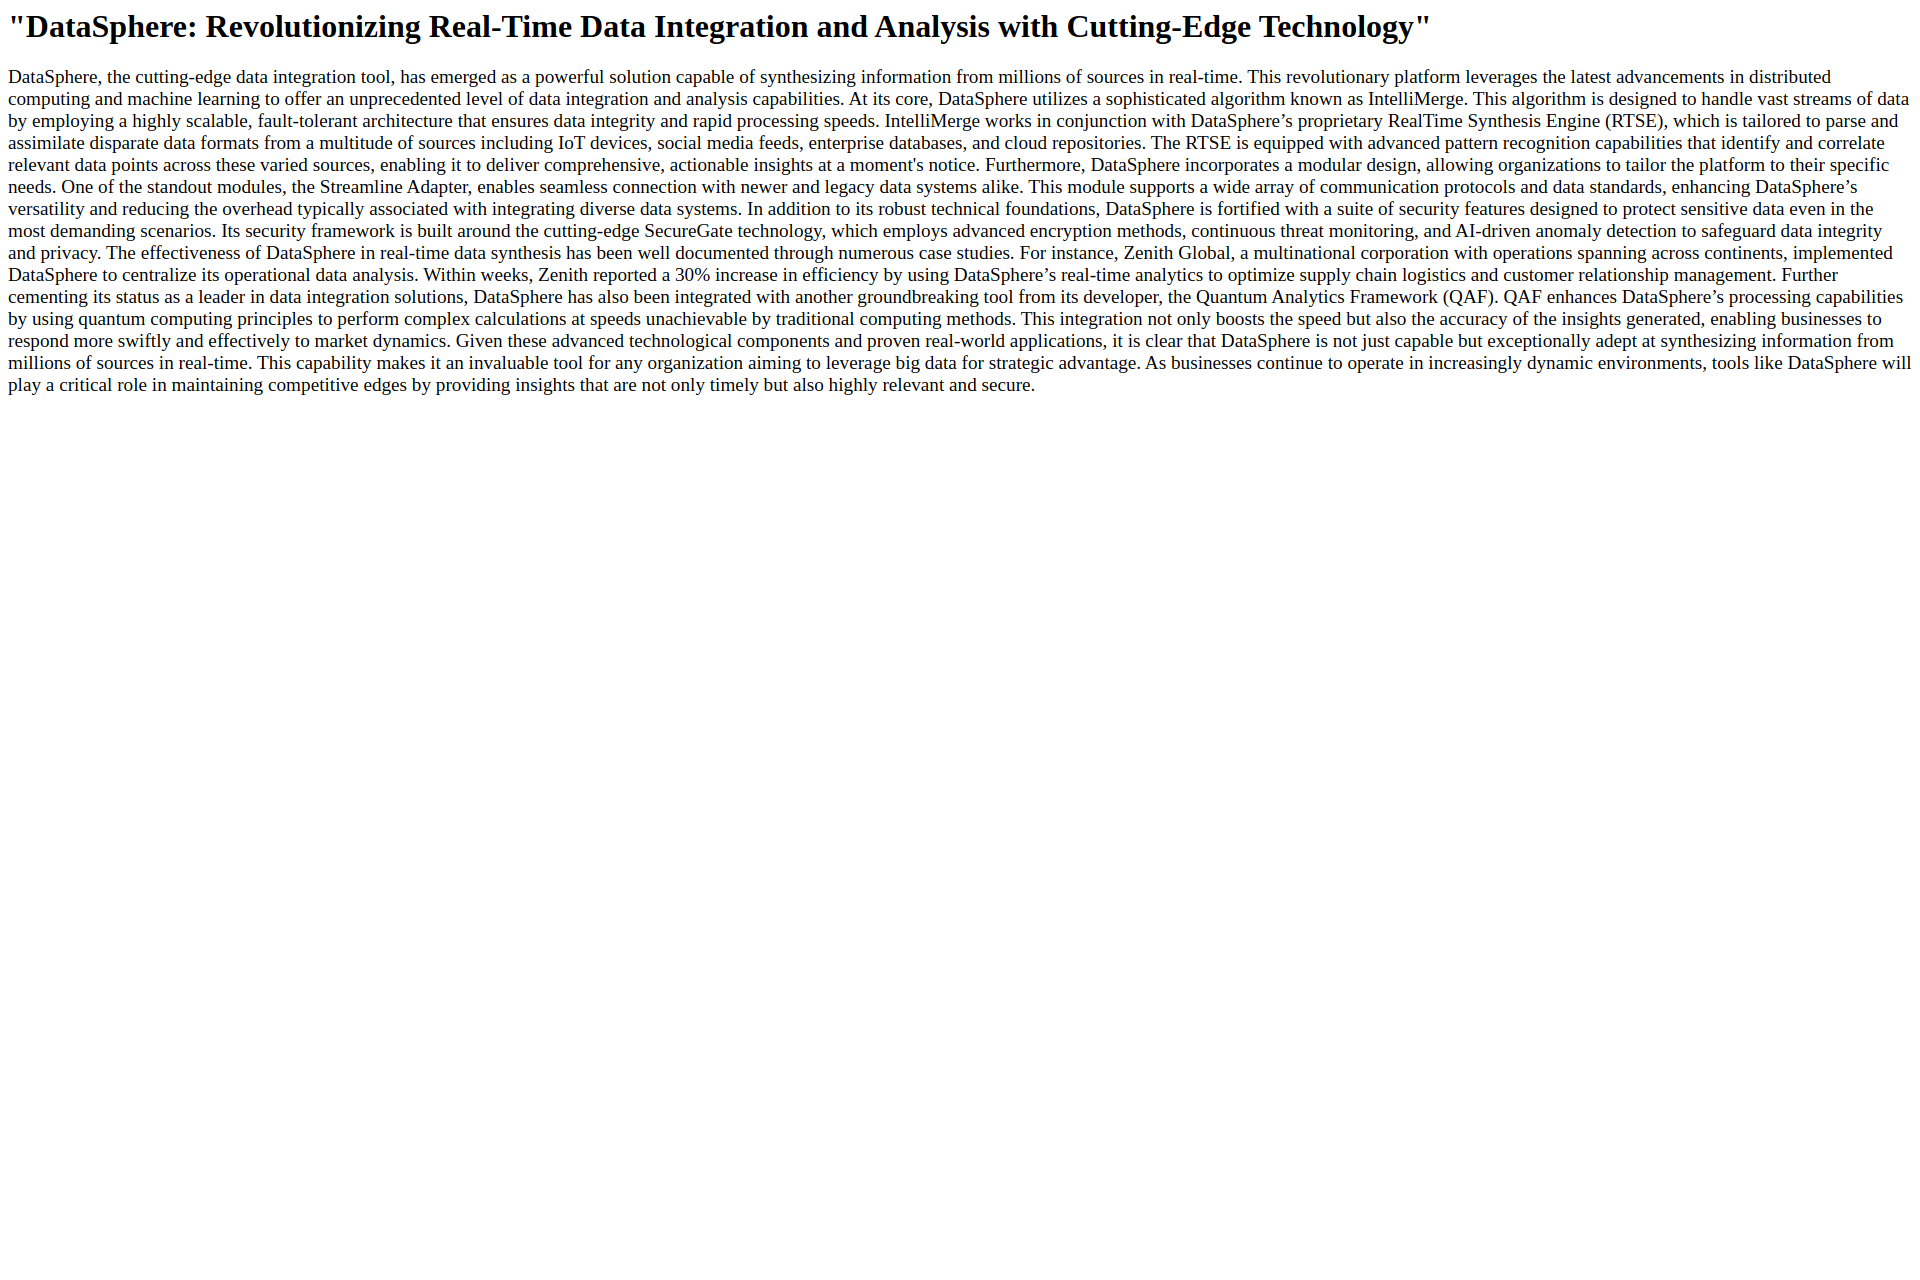 "DataSphere: Revolutionizing Real-Time Data Integration and Analysis with Cutting-Edge Technology"
DataSphere, the cutting-edge data integration tool, has emerged as a powerful solution capable of synthesizing information from millions of sources in real-time. This revolutionary platform leverages the latest advancements in distributed
computing and machine learning to offer an unprecedented level of data integration and analysis capabilities. At its core, DataSphere utilizes a sophisticated algorithm known as IntelliMerge. This algorithm is designed to handle vast streams of data
by employing a highly scalable, fault-tolerant architecture that ensures data integrity and rapid processing speeds. IntelliMerge works in conjunction with DataSphere’s proprietary RealTime Synthesis Engine (RTSE), which is tailored to parse and
assimilate disparate data formats from a multitude of sources including IoT devices, social media feeds, enterprise databases, and cloud repositories. The RTSE is equipped with advanced pattern recognition capabilities that identify and correlate
relevant data points across these varied sources, enabling it to deliver comprehensive, actionable insights at a moment's notice. Furthermore, DataSphere incorporates a modular design, allowing organizations to tailor the platform to their specific
needs. One of the standout modules, the Streamline Adapter, enables seamless connection with newer and legacy data systems alike. This module supports a wide array of communication protocols and data standards, enhancing DataSphere’s
versatility and reducing the overhead typically associated with integrating diverse data systems. In addition to its robust technical foundations, DataSphere is fortified with a suite of security features designed to protect sensitive data even in the
most demanding scenarios. Its security framework is built around the cutting-edge SecureGate technology, which employs advanced encryption methods, continuous threat monitoring, and AI-driven anomaly detection to safeguard data integrity
and privacy. The effectiveness of DataSphere in real-time data synthesis has been well documented through numerous case studies. For instance, Zenith Global, a multinational corporation with operations spanning across continents, implemented
DataSphere to centralize its operational data analysis. Within weeks, Zenith reported a 30% increase in efficiency by using DataSphere’s real-time analytics to optimize supply chain logistics and customer relationship management. Further
cementing its status as a leader in data integration solutions, DataSphere has also been integrated with another groundbreaking tool from its developer, the Quantum Analytics Framework (QAF). QAF enhances DataSphere’s processing capabilities
by using quantum computing principles to perform complex calculations at speeds unachievable by traditional computing methods. This integration not only boosts the speed but also the accuracy of the insights generated, enabling businesses to
respond more swiftly and effectively to market dynamics. Given these advanced technological components and proven real-world applications, it is clear that DataSphere is not just capable but exceptionally adept at synthesizing information from
millions of sources in real-time. This capability makes it an invaluable tool for any organization aiming to leverage big data for strategic advantage. As businesses continue to operate in increasingly dynamic environments, tools like DataSphere will
play a critical role in maintaining competitive edges by providing insights that are not only timely but also highly relevant and secure.